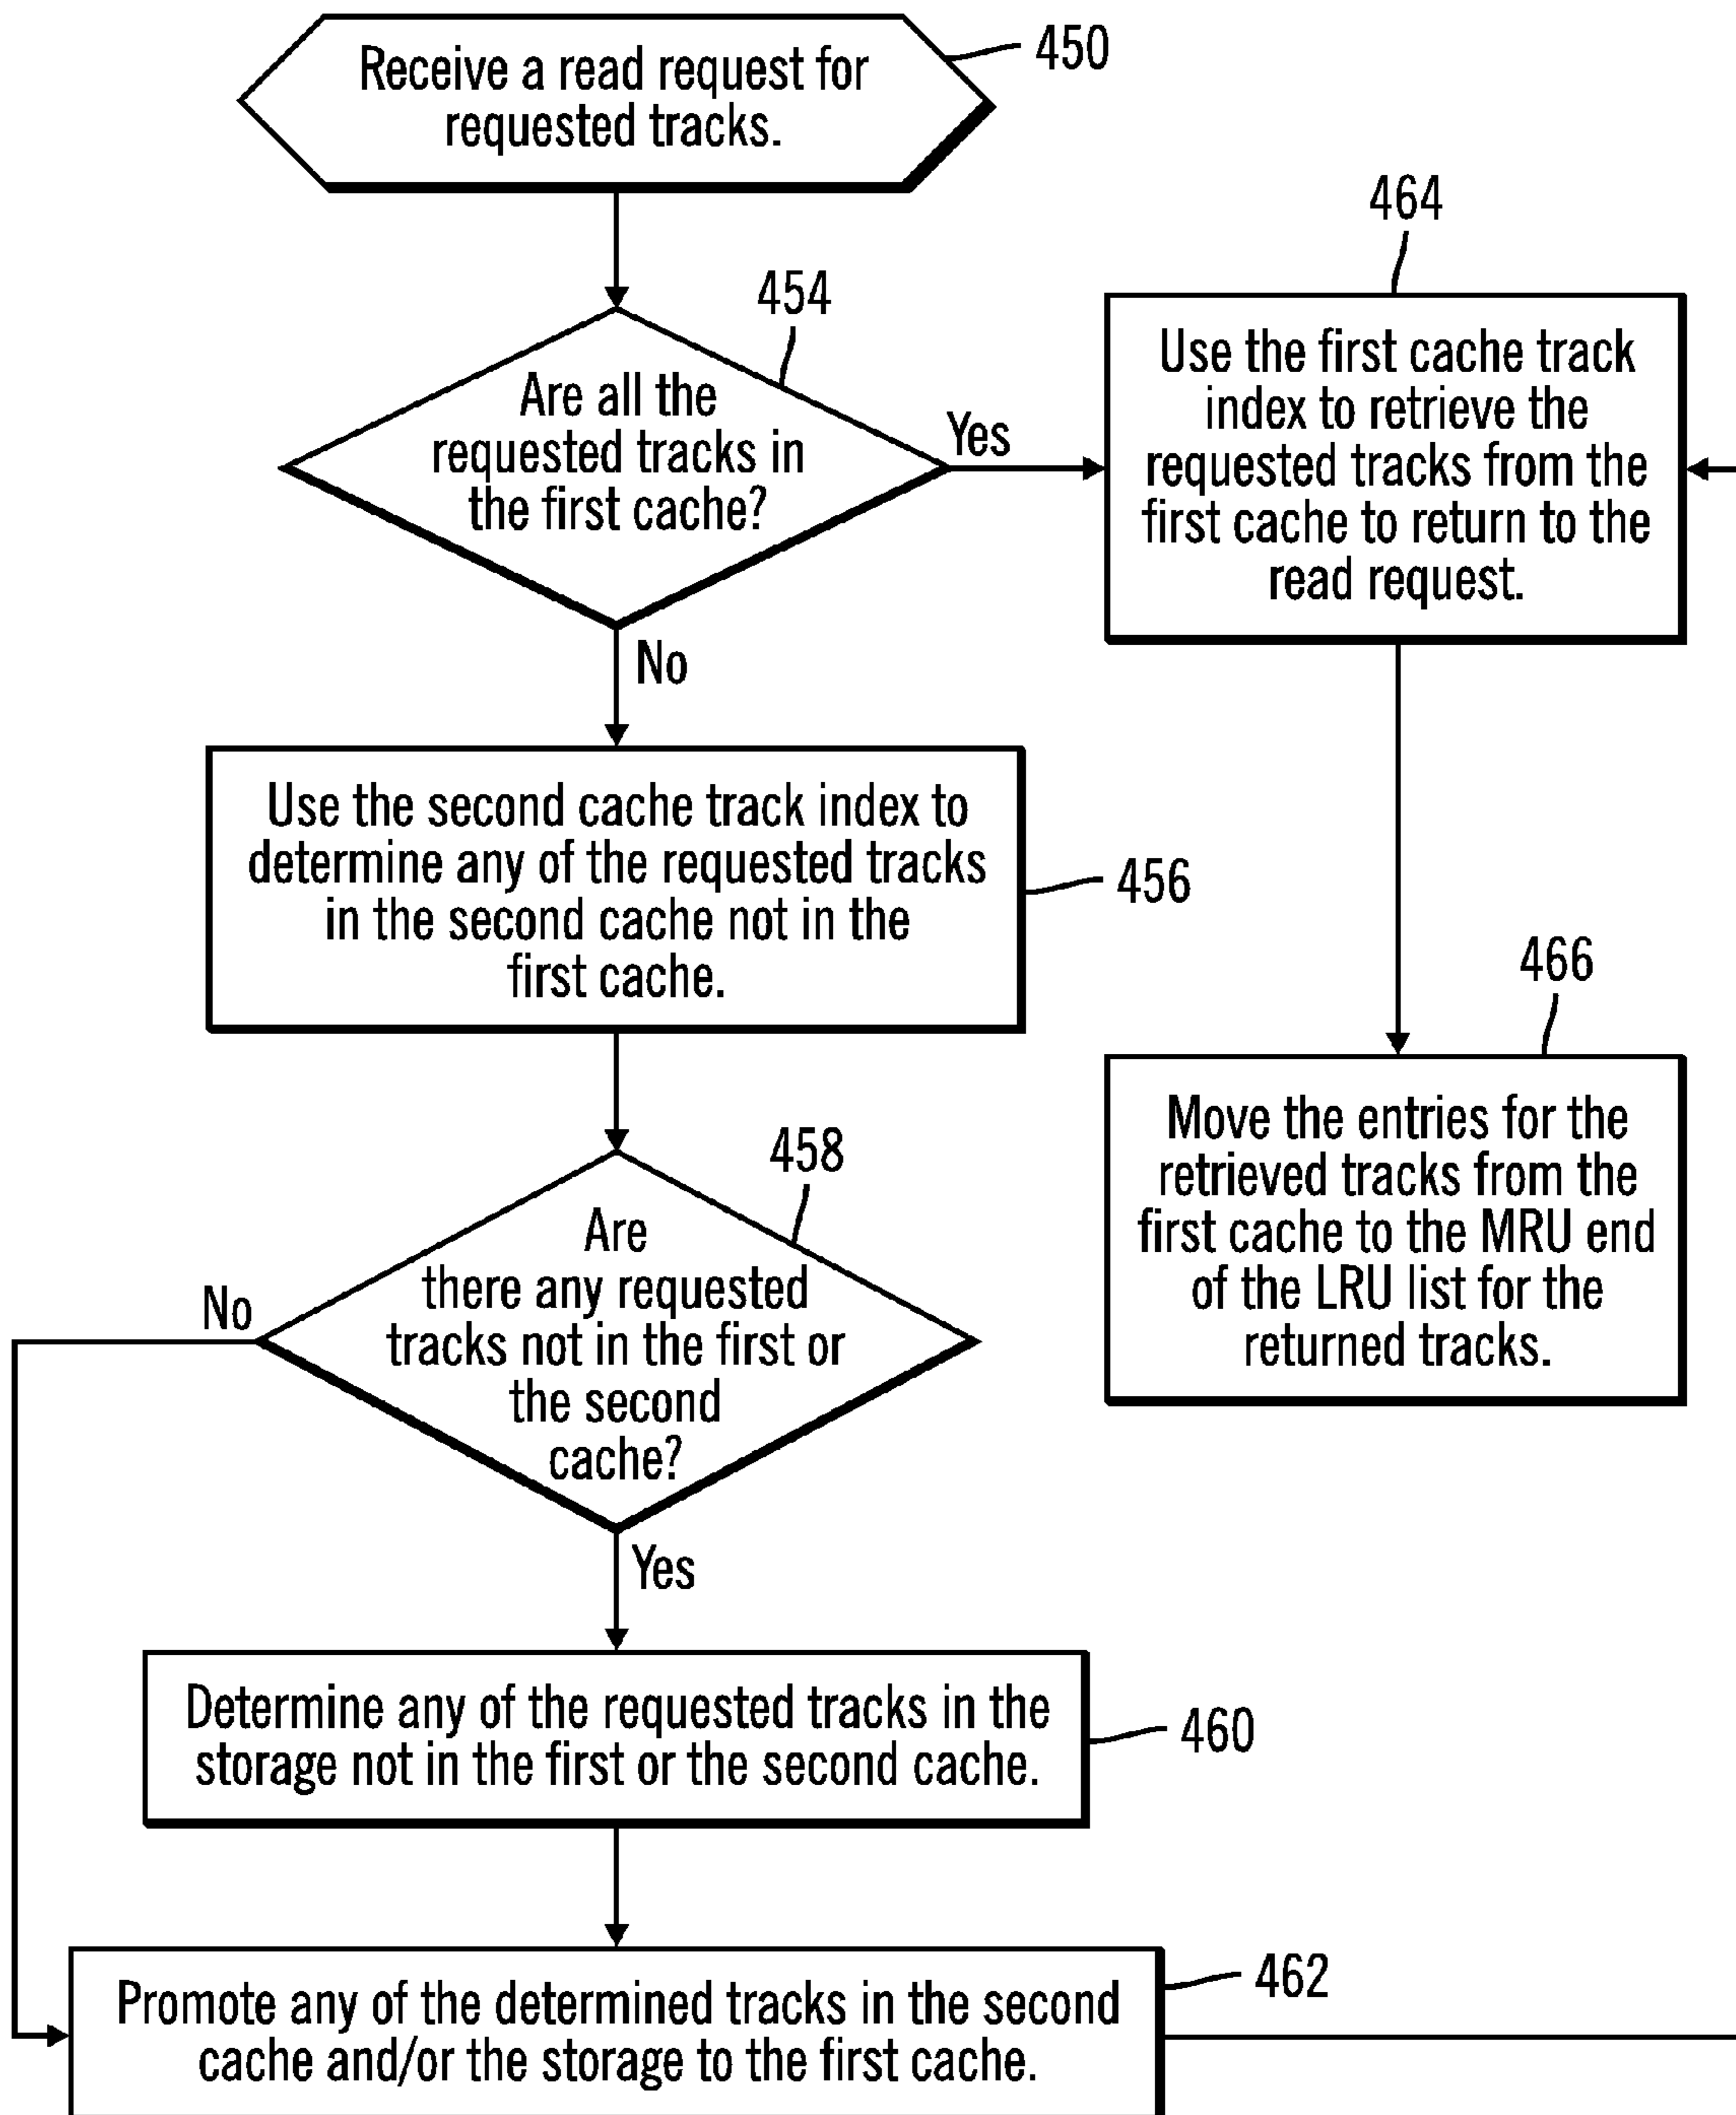 Receive a read request for
requested tracks.
450
454
Are all the
requested tracks in
the first cache?
Yes
No
464
Use the first cache track
index to retrieve the
requested tracks from the
first cache to return to the
read request.
Use the second cache track index to
determine any of the requested tracks
in the second cache not in the
first cache.
456
466
Move the entries for the
retrieved tracks from the
first cache to the MRU end
of the LRU list for the
returned tracks.
458
Are
there any requested
tracks not in the first or
the second
cache?
No
Yes
Determine any of the requested tracks in the
storage not in the first or the second cache.
460
Promote any of the determined tracks in the second
cache and/or the storage to the first cache.
462